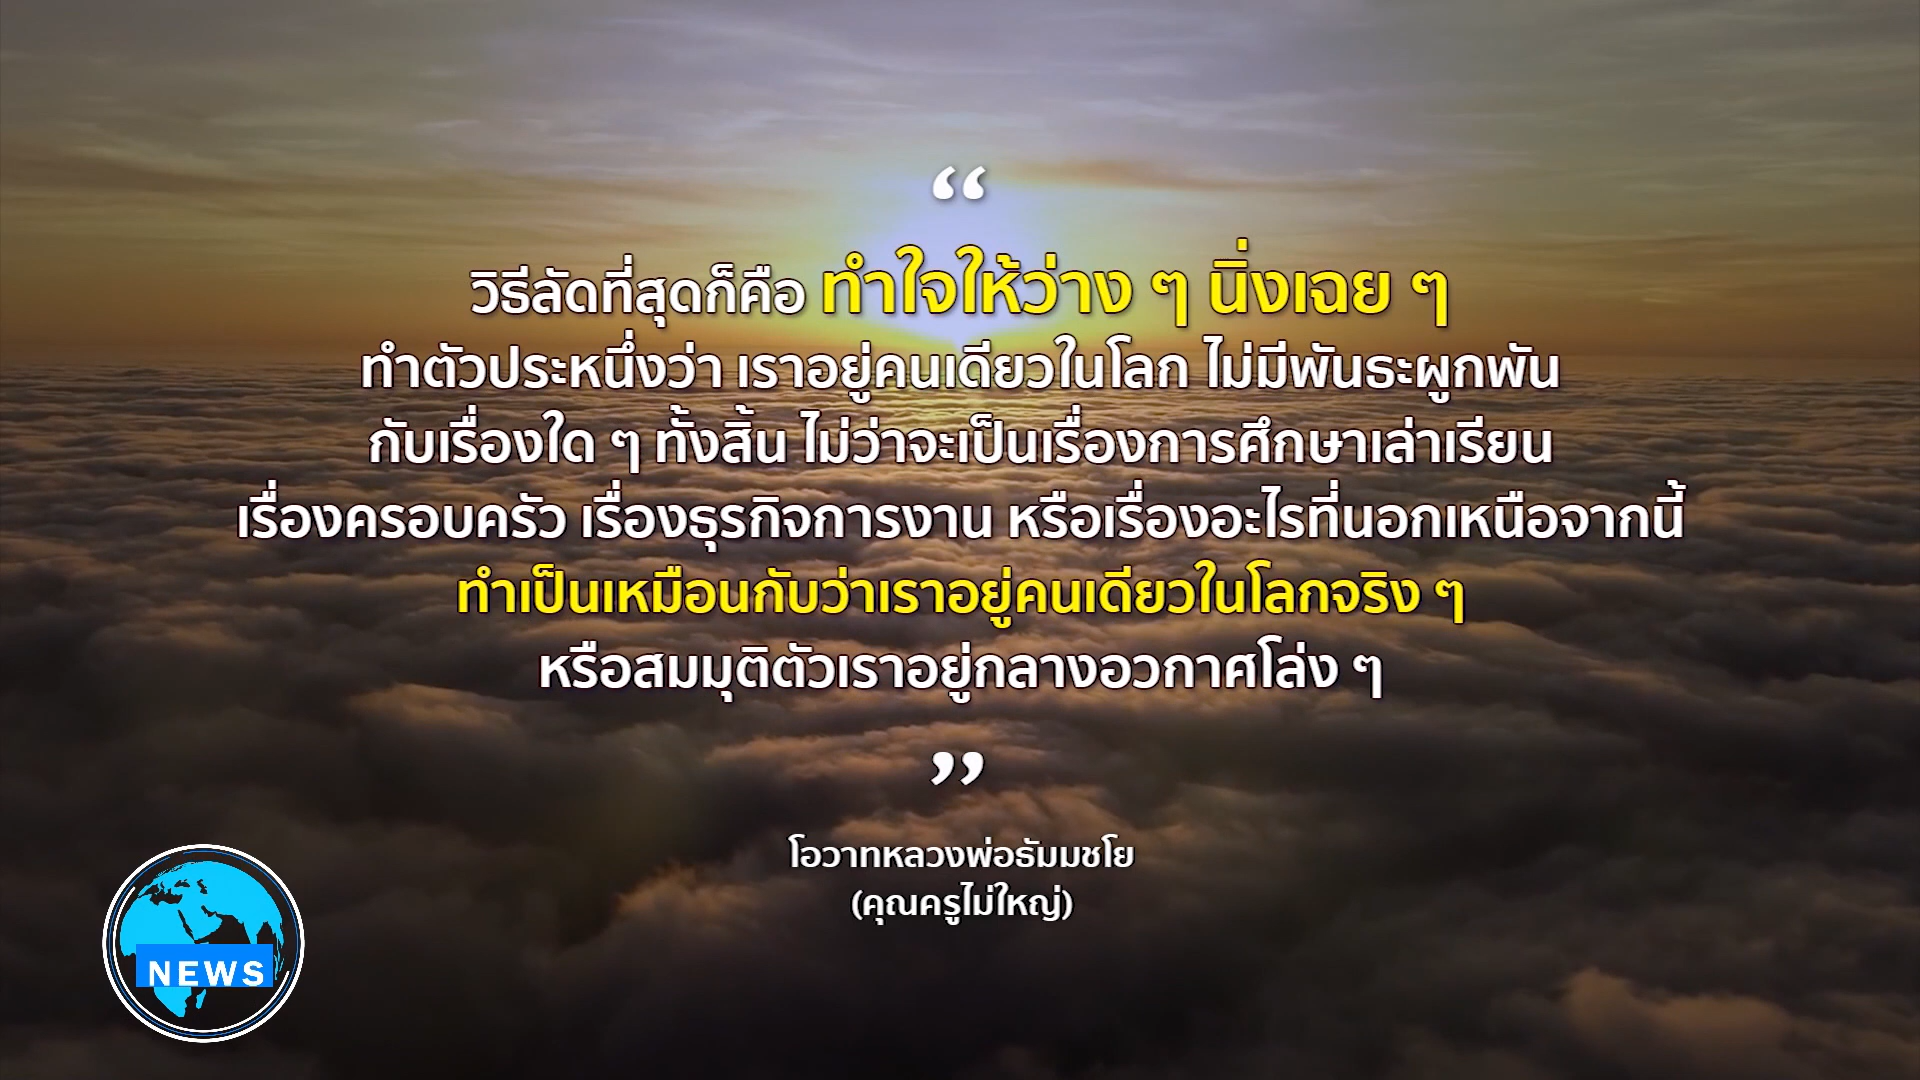 “
วิธีลัดที่สุดก็คือ ทำใจให้ว่าง ๆ นิ่งเฉย ๆ
ทำตัวประหนึ่งว่า เราอยู่คนเดียวในโลก ไม่มีพันธะผูกพัน
กับเรื่องใด ๆ ทั้งสิ้น ไม่ว่าจะเป็นเรื่องการศึกษาเล่าเรียน
เรื่องครอบครัว เรื่องธุรกิจการงาน หรือเรื่องอะไรที่นอกเหนือจากนี้
ทำเป็นเหมือนกับว่าเราอยู่คนเดียวในโลกจริง ๆ
หรือสมมุติตัวเราอยู่กลางอวกาศโล่ง ๆ
”
โอวาทหลวงพ่อธัมมชโย
(คุณครูไม่ใหญ่)
NEWS